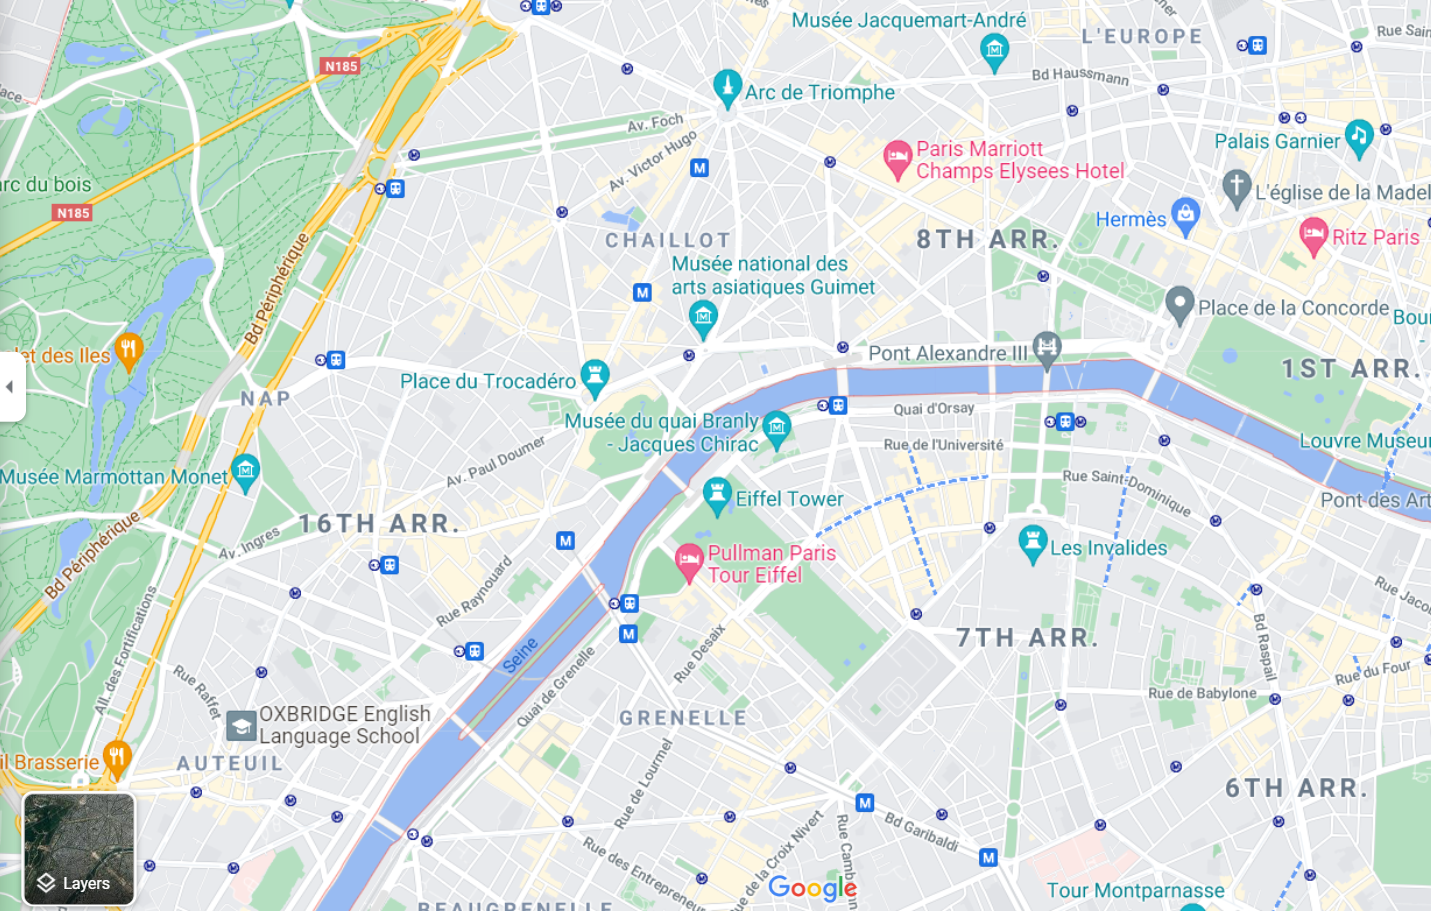 Musée Jacquemart-André
L'EUROPE
Rue Sain
N185
Bd Haussmann
Arc de Triomphe
Av. Foch
Palais Garnier
Av. Victor Hugo
Paris Marriott
Champs Elysees Hotel
M
arc du bois
L'église de la Madel
N185
Hermès
CHAILLOT
8TH ARR.
Ritz Paris
Musée national des
arts asiatiques Guimet
Bd Périphérique
M
Place de la Concorde
Bou
Pont Alexandre III
let des Iles
1ST ARR.
Place du Trocadéro
NAP
Quai d'Orsay
Musée du quai Branly
- Jacques Chirac
Rue de l'Université
Louvre Museur
Av. Paul Doumer
Musée Marmottan Monet
Rue Saint-Dominique
Eiffel Tower
Pont des Art
16TH ARR.
Av. Ingres
M
Les Invalides
Bd Périphérique
Pullman Paris
Tour Eiffel
Rue Raynouard
Rue Jaco
All. des Fortifications
M
7TH ARR.
Bd Raspail
Seine
Rue Desaix
Quai de Grenelle
Rue du Four
Rue Raffet
Rue de Babylone
OXBRIDGE English
Language School
GRENELLE
AUTEUIL
il Brasserie
Rue de Lourmel
6TH ARR.
M
Bd Garibaldi
Rue de la Croix Nivert
Rue Camb
Rue des Entrepreneur
M
Layers
Google
Tour Montparnasse
BEAUGRENELLE